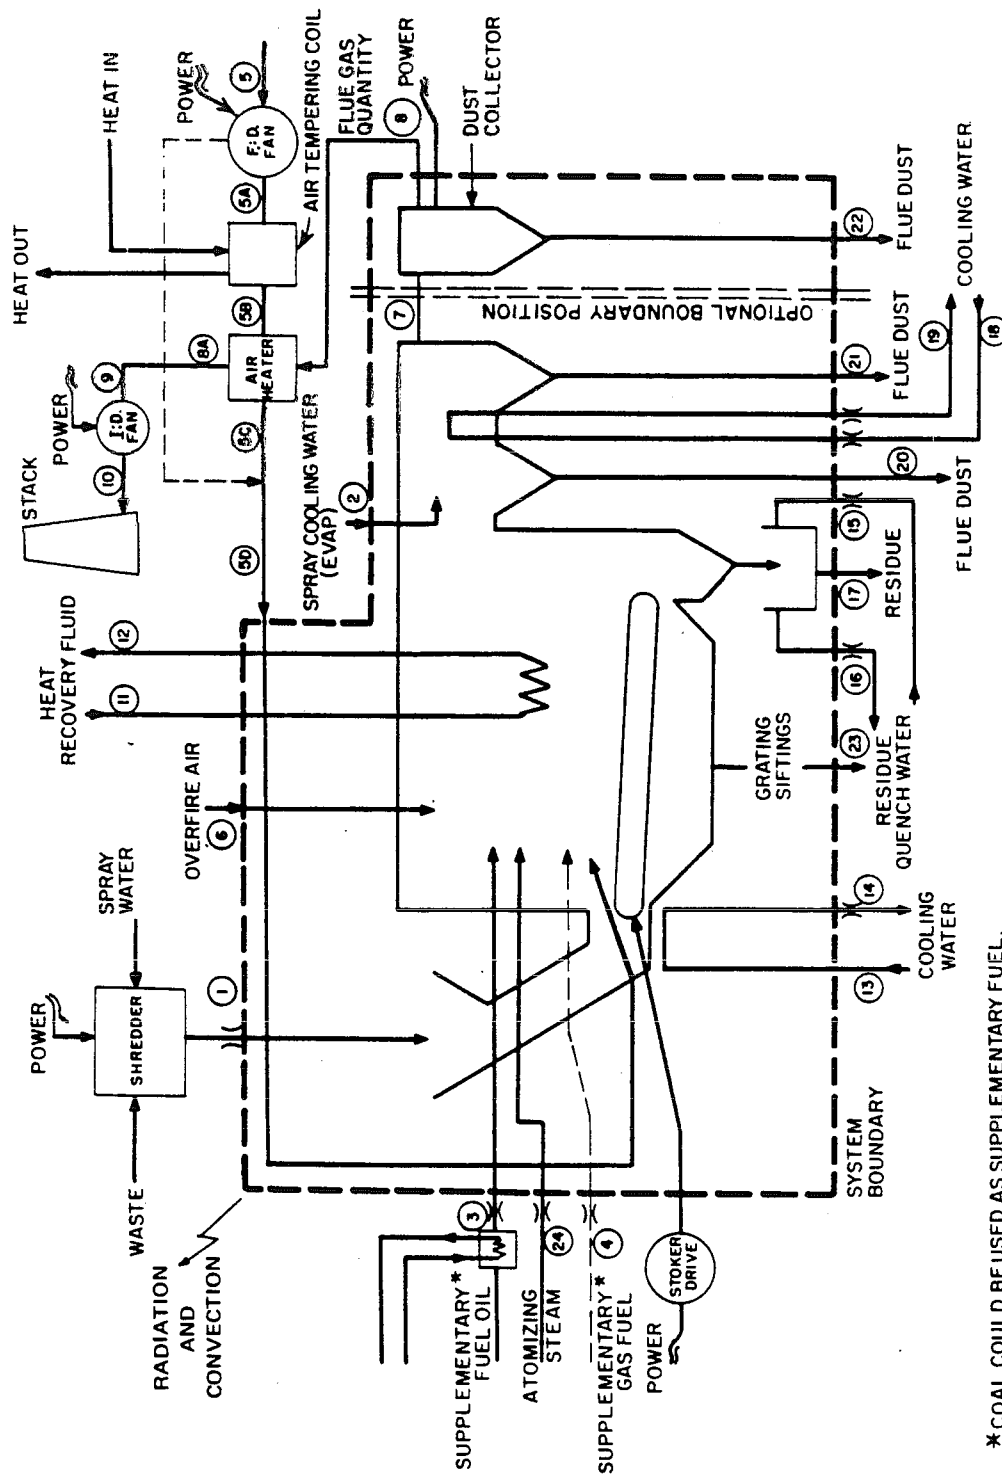 HEAT OUT
HEAT IN
POWER
5
F.D.
FAN
5A
AIR TEMPERING COIL
5B
8A
AIR
HEATER
5C
5D
9
POWER
I.D.
FAN
10
STACK
FLUE GAS
QUANTITY
8
POWER
DUST
COLLECTOR
7
OPTIONAL BOUNDARY POSITION
SPRAY COOLING WATER
(EVAP)
2
HEAT
RECOVERY FLUID
12
11
OVERFIRE AIR
6
SPRAY
WATER
POWER
SHREDDER
WASTE
1
RADIATION
AND
CONVECTION
SUPPLEMENTARY*
FUEL OIL
3
ATOMIZING
STEAM
24
SUPPLEMENTARY*
GAS FUEL
4
POWER
STOKER
DRIVE
SYSTEM
BOUNDARY
13
COOLING
WATER
14
GRATING
SIFTINGS
23
RESIDUE
QUENCH WATER
16
17
RESIDUE
15
20
FLUE DUST
21
FLUE DUST
19
18
COOLING WATER
22
FLUE DUST
*COAL COULD BE USED AS SUPPLEMENTARY FUEL.